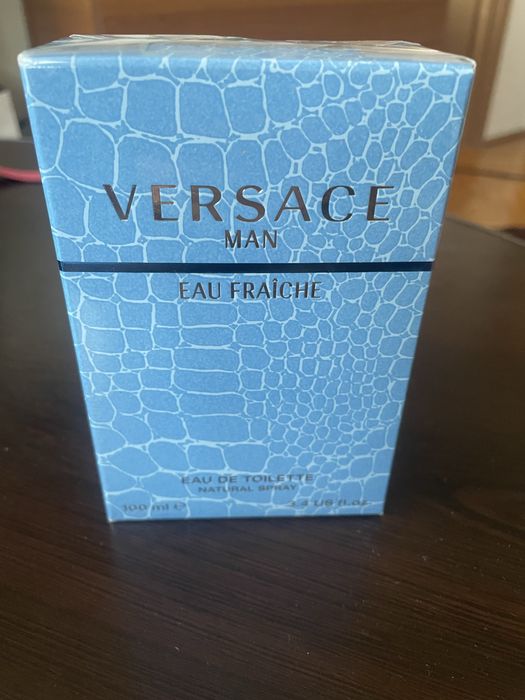 VERSACE
MAN
EAU FRAÎCHE
EAU DE TOILETTE
NATURAL SPRAY
100 ml ℮ 3.4 US fl.oz.